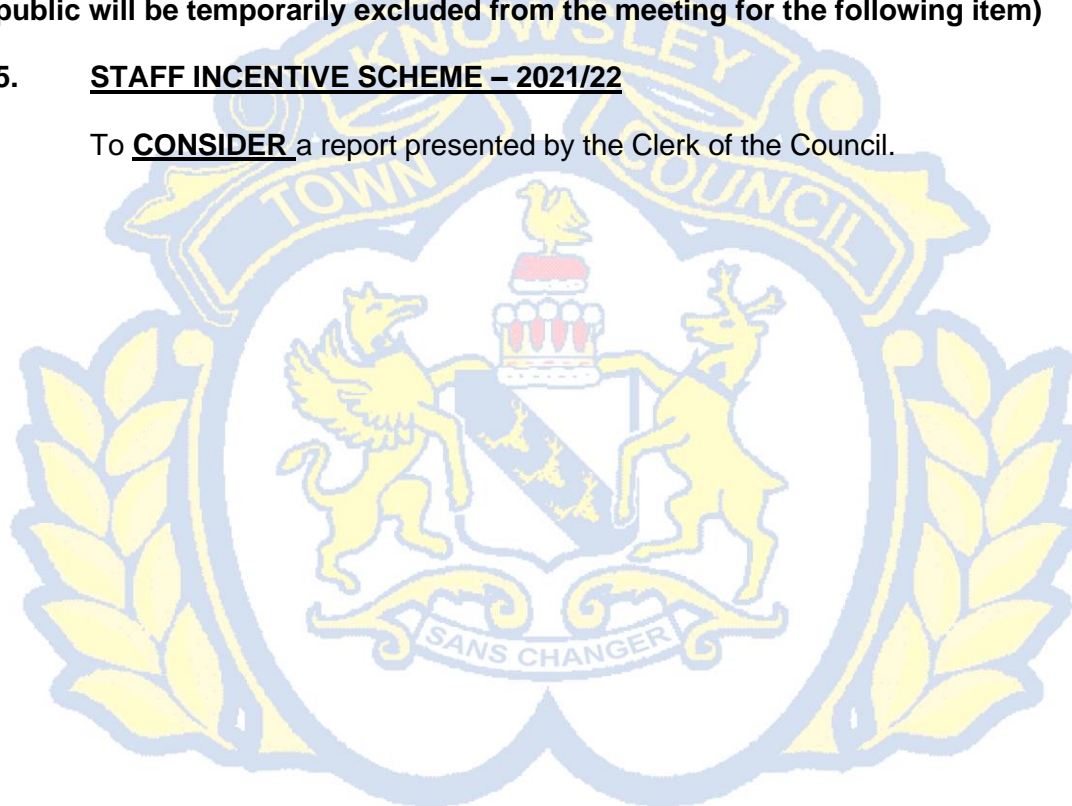 public will be temporarily excluded from the meeting for the following item)
5. STAFF INCENTIVE SCHEME – 2021/22
To CONSIDER a report presented by the Clerk of the Council.
KNOWSLEY
TOWN COUNCIL
SANS CHANGER